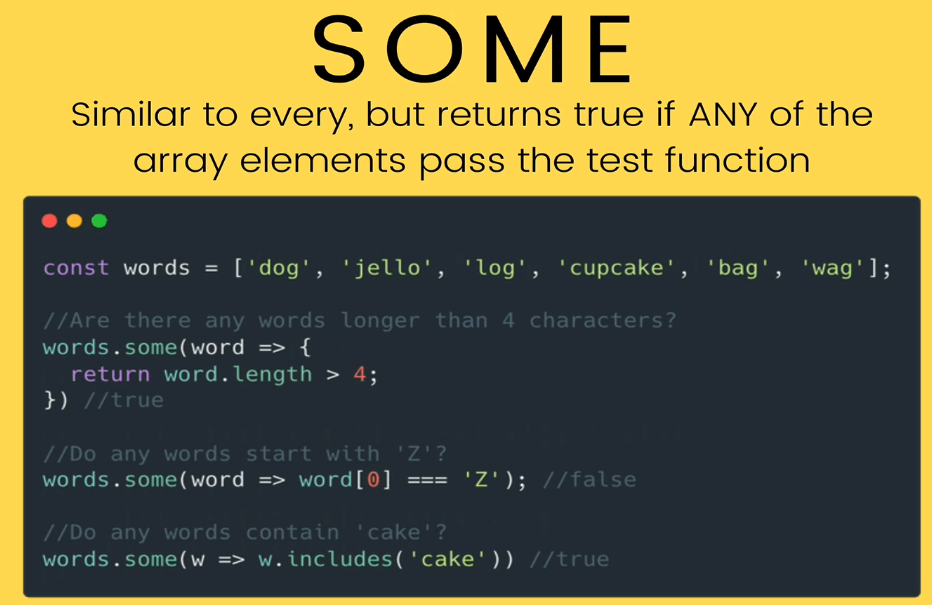 SOME
Similar to every, but returns true if ANY of the
array elements pass the test function
const words = ['dog', 'jello', 'log', 'cupcake', 'bag', 'wag'];
//Are there any words longer than 4 characters?
words.some(word => {
  return word.length > 4;
}) //true
//Do any words start with 'Z'?
words.some(word => word[0] === 'Z'); //false
//Do any words contain 'cake'?
words.some(w => w.includes('cake')) //true